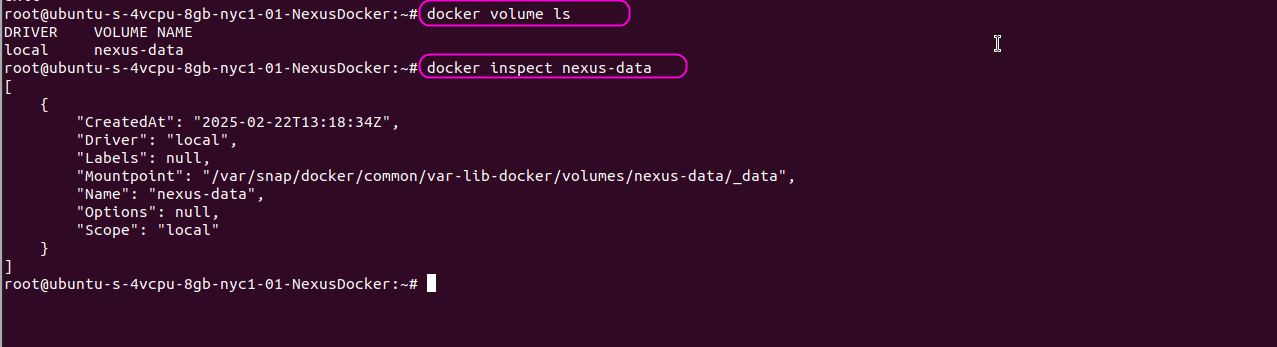 root@ubuntu-s-4vcpu-8gb-nyc1-01-NexusDocker:~# docker volume ls
DRIVER    VOLUME NAME
local     nexus-data
root@ubuntu-s-4vcpu-8gb-nyc1-01-NexusDocker:~# docker inspect nexus-data
[
    {
        "CreatedAt": "2025-02-22T13:18:34Z",
        "Driver": "local",
        "Labels": null,
        "Mountpoint": "/var/snap/docker/common/var-lib-docker/volumes/nexus-data/_data",
        "Name": "nexus-data",
        "Options": null,
        "Scope": "local"
    }
]
root@ubuntu-s-4vcpu-8gb-nyc1-01-NexusDocker:~#